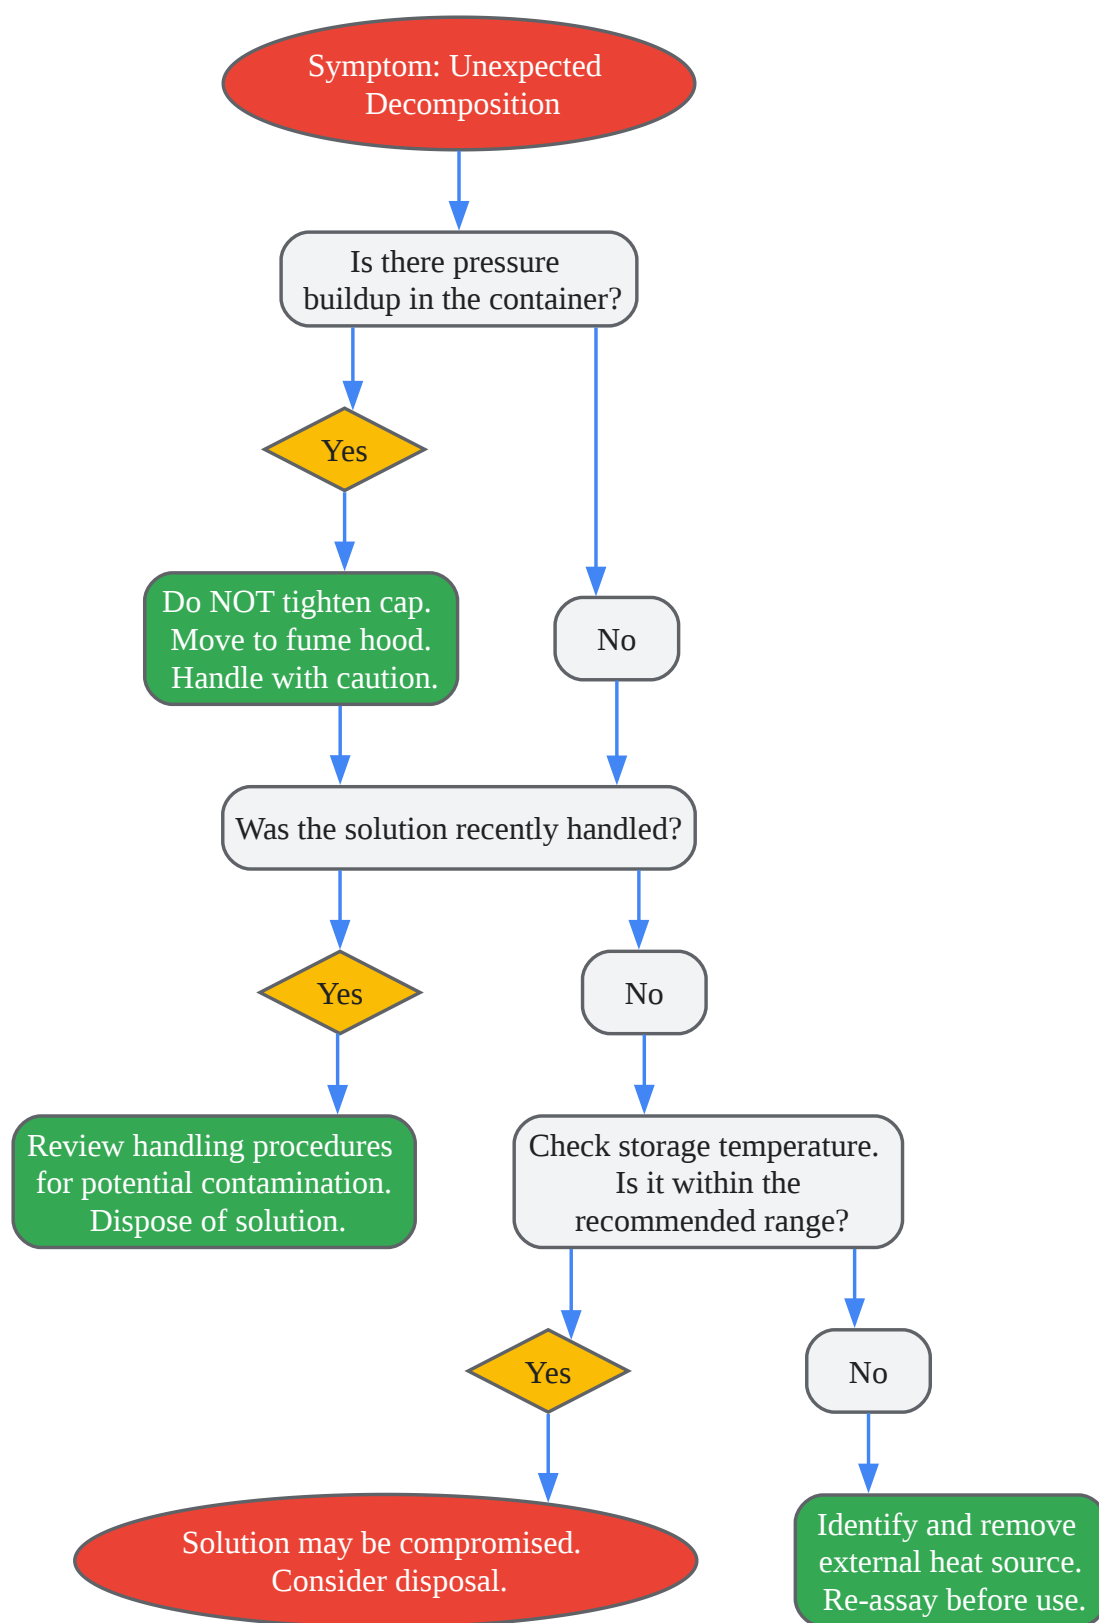 Symptom: Unexpected
Decomposition
Is there pressure
buildup in the container?
Yes
Do NOT tighten cap.
Move to fume hood.
Handle with caution.
No
Was the solution recently handled?
Yes
No
Review handling procedures
for potential contamination.
Dispose of solution.
Check storage temperature.
Is it within the
recommended range?
Yes
No
Solution may be compromised.
Consider disposal.
Identify and remove
external heat source.
Re-assay before use.